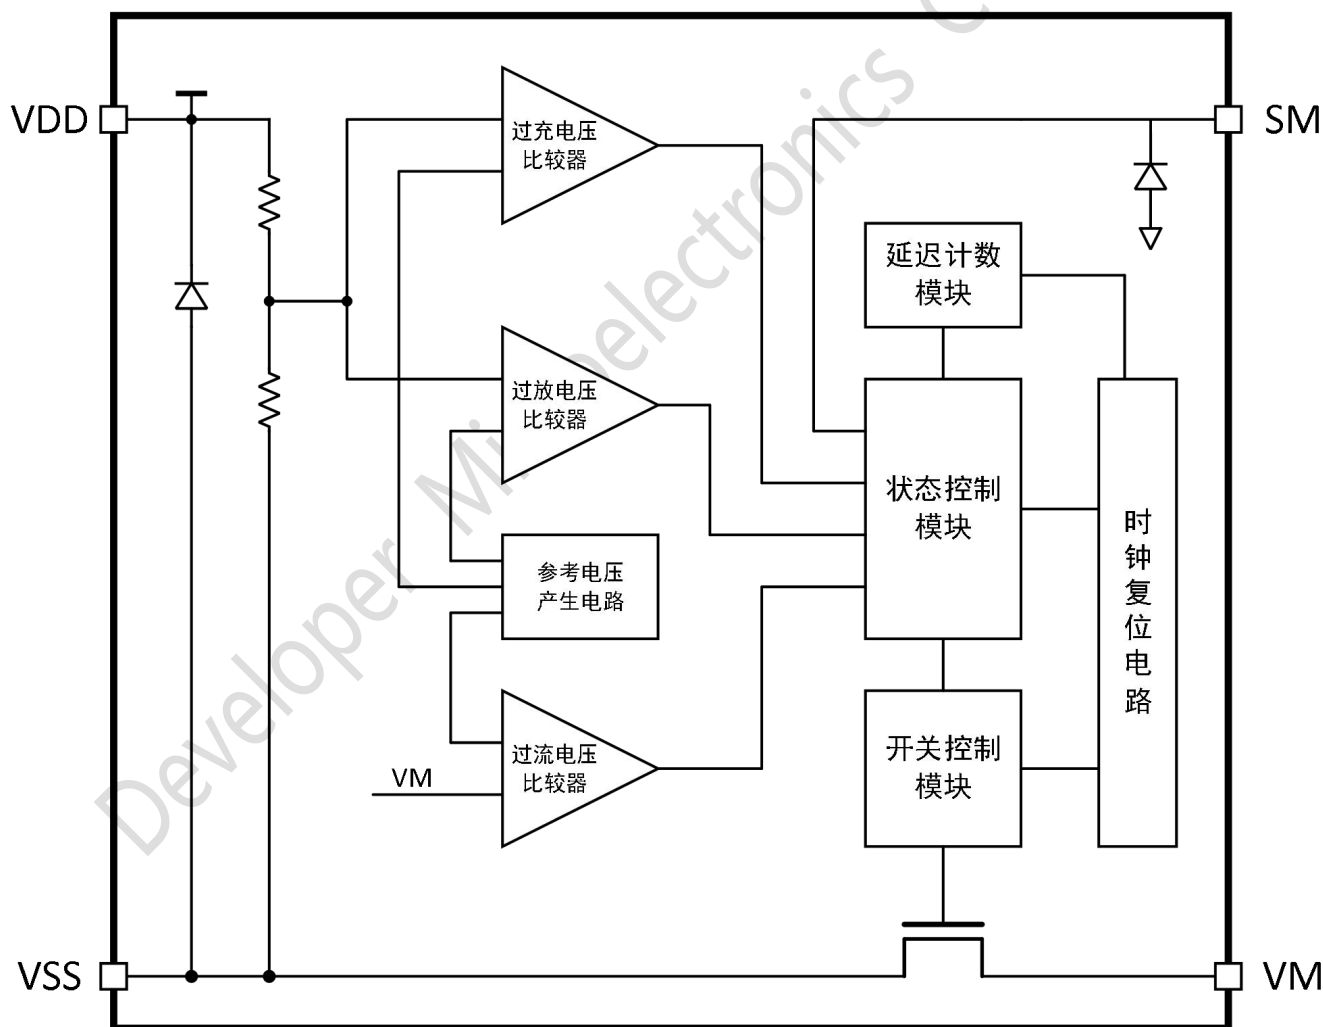 VDD
SM
过充电压
比较器
延迟计数
模块
过放电压
比较器
状态控制
模块
时钟复位电路
参考电压
产生电路
过流电压
比较器
VM
开关控制
模块
VSS
VM
Developer Microelectronics C